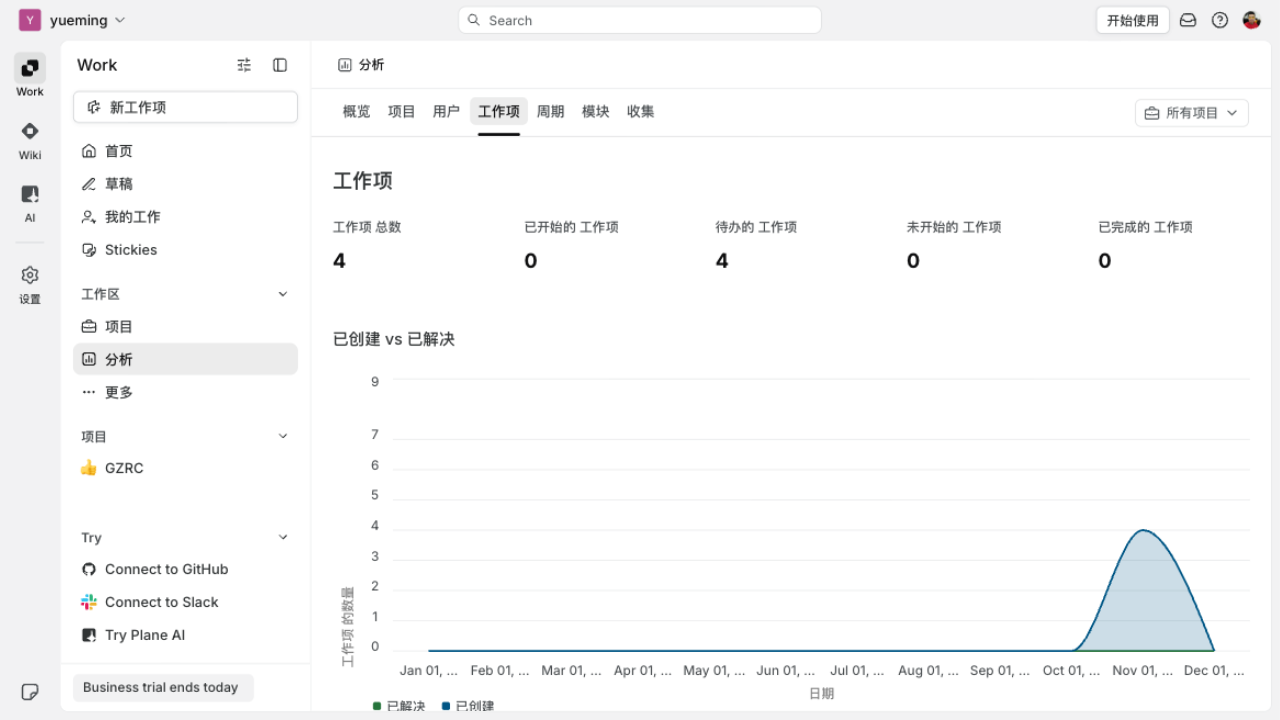 Y yueming
Search
开始使用
Work
Wiki
AI
设置
Work
新工作项
首页
草稿
我的工作
Stickies
工作区
项目
分析
更多
项目
👍 GZRC
Try
Connect to GitHub
Connect to Slack
Try Plane AI
Business trial ends today
分析
概览 项目 用户 工作项 周期 模块 收集
所有项目
工作项
工作项 总数 已开始的 工作项 待办的 工作项 未开始的 工作项 已完成的 工作项
4 0 4 0 0
已创建 vs 已解决
9
7
6
5
4
3
2
1
0
工作项 的数量
Jan 01, ... Feb 01, ... Mar 01, ... Apr 01, ... May 01, ... Jun 01, ... Jul 01, ... Aug 01, ... Sep 01, ... Oct 01, ... Nov 01, ... Dec 01, ...
日期
已解决 已创建